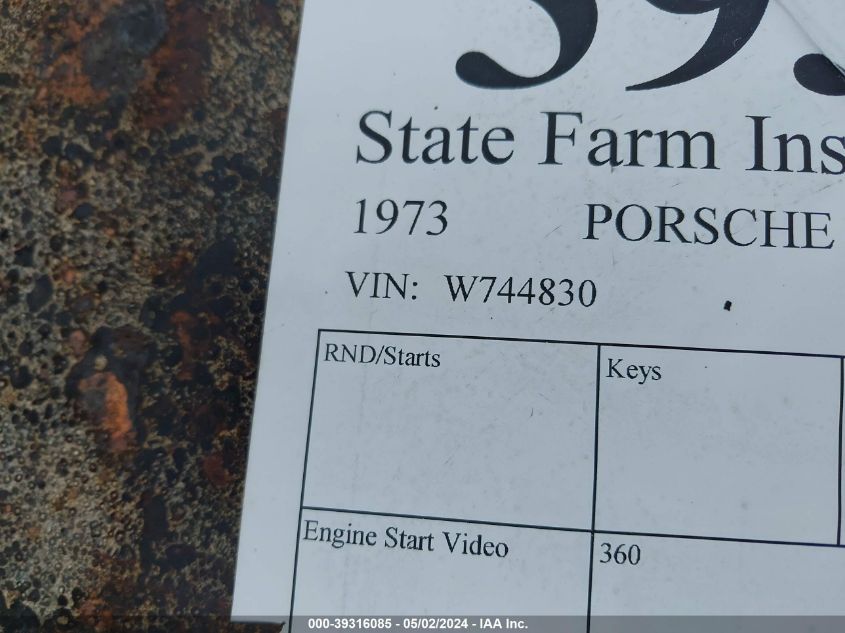 393
State Farm Ins
1973 PORSCHE
VIN: W744830
RND/Starts Keys
Engine Start Video 360
000-39316085 - 05/02/2024 - IAA Inc.